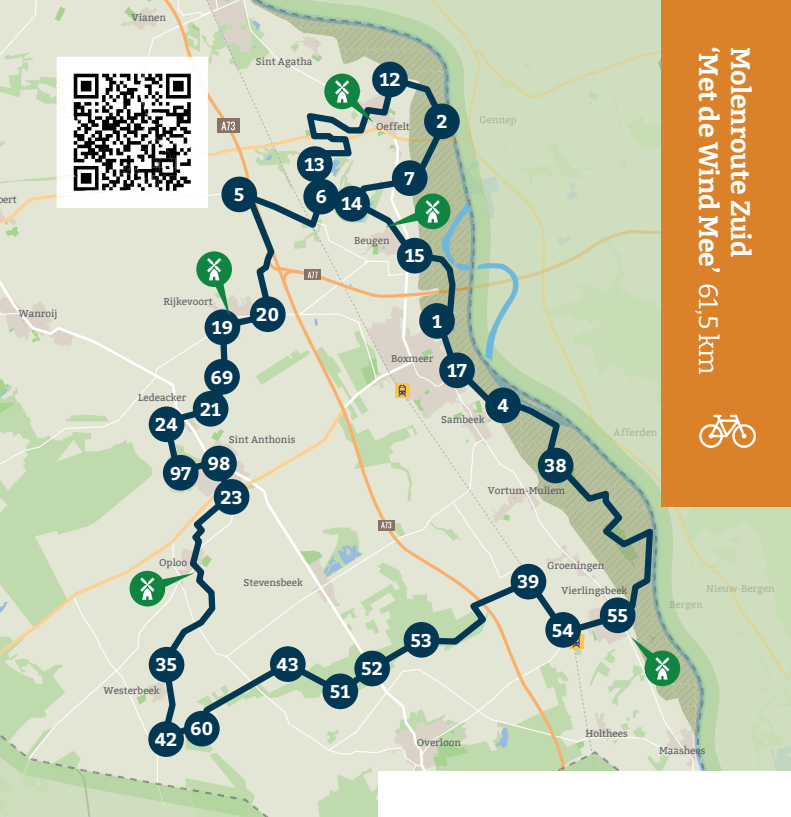 Molenroute Zuid
‘Met de Wind Mee’ 61,5 km
Vianen
Sint Agatha
12
A73
2
Oeffelt
Gennep
13
7
5
6
14
Beugen
15
A77
Rijkevoort
20
Wanroij
19
1
Boxmeer
17
69
Ledeacker
21
4
24
Sambeek
Sint Anthonis
Afferden
98
97
38
23
Vortum-Mullem
A73
Oploo
Groeningen
Stevensbeek
39
Vierlingsbeek
Nieuw-Bergen
Bergen
55
54
53
35
43
52
Westerbeek
51
60
42
Overloon
Holthees
Maashees